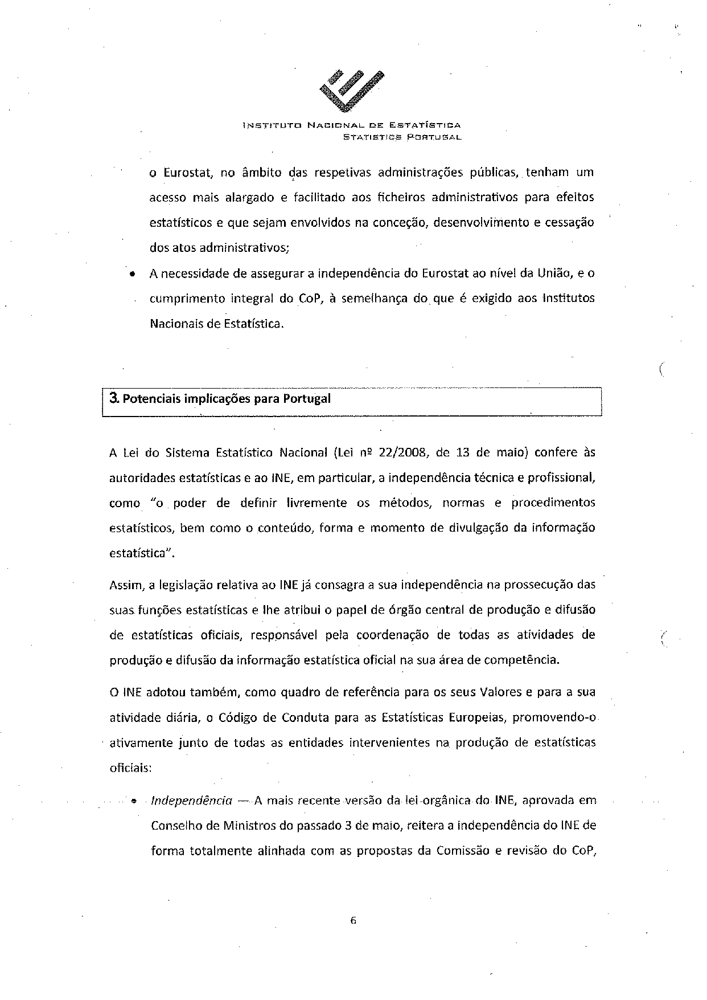 INSTITUTO NACIONAL DE ESTATÍSTICA
STATISTICS PORTUGAL
o Eurostat, no âmbito das respetivas administrações públicas, tenham um
acesso mais alargado e facilitado aos ficheiros administrativos para efeitos
estatísticos e que sejam envolvidos na conceção, desenvolvimento e cessação
dos atos administrativos;
• A necessidade de assegurar a independência do Eurostat ao nível da União, e o
cumprimento integral do CoP, à semelhança do que é exigido aos Institutos
Nacionais de Estatística.
3. Potenciais implicações para Portugal
A Lei do Sistema Estatístico Nacional (Lei nº 22/2008, de 13 de maio) confere às
autoridades estatísticas e ao INE, em particular, a independência técnica e profissional,
como "o poder de definir livremente os métodos, normas e procedimentos
estatísticos, bem como o conteúdo, forma e momento de divulgação da informação
estatística".
Assim, a legislação relativa ao INE já consagra a sua independência na prossecução das
suas funções estatísticas e lhe atribui o papel de órgão central de produção e difusão
de estatísticas oficiais, responsável pela coordenação de todas as atividades de
produção e difusão da informação estatística oficial na sua área de competência.
O INE adotou também, como quadro de referência para os seus Valores e para a sua
atividade diária, o Código de Conduta para as Estatísticas Europeias, promovendo-o
ativamente junto de todas as entidades intervenientes na produção de estatísticas
oficiais:
• Independência — A mais recente versão da lei orgânica do INE, aprovada em
Conselho de Ministros do passado 3 de maio, reitera a independência do INE de
forma totalmente alinhada com as propostas da Comissão e revisão do CoP,
6